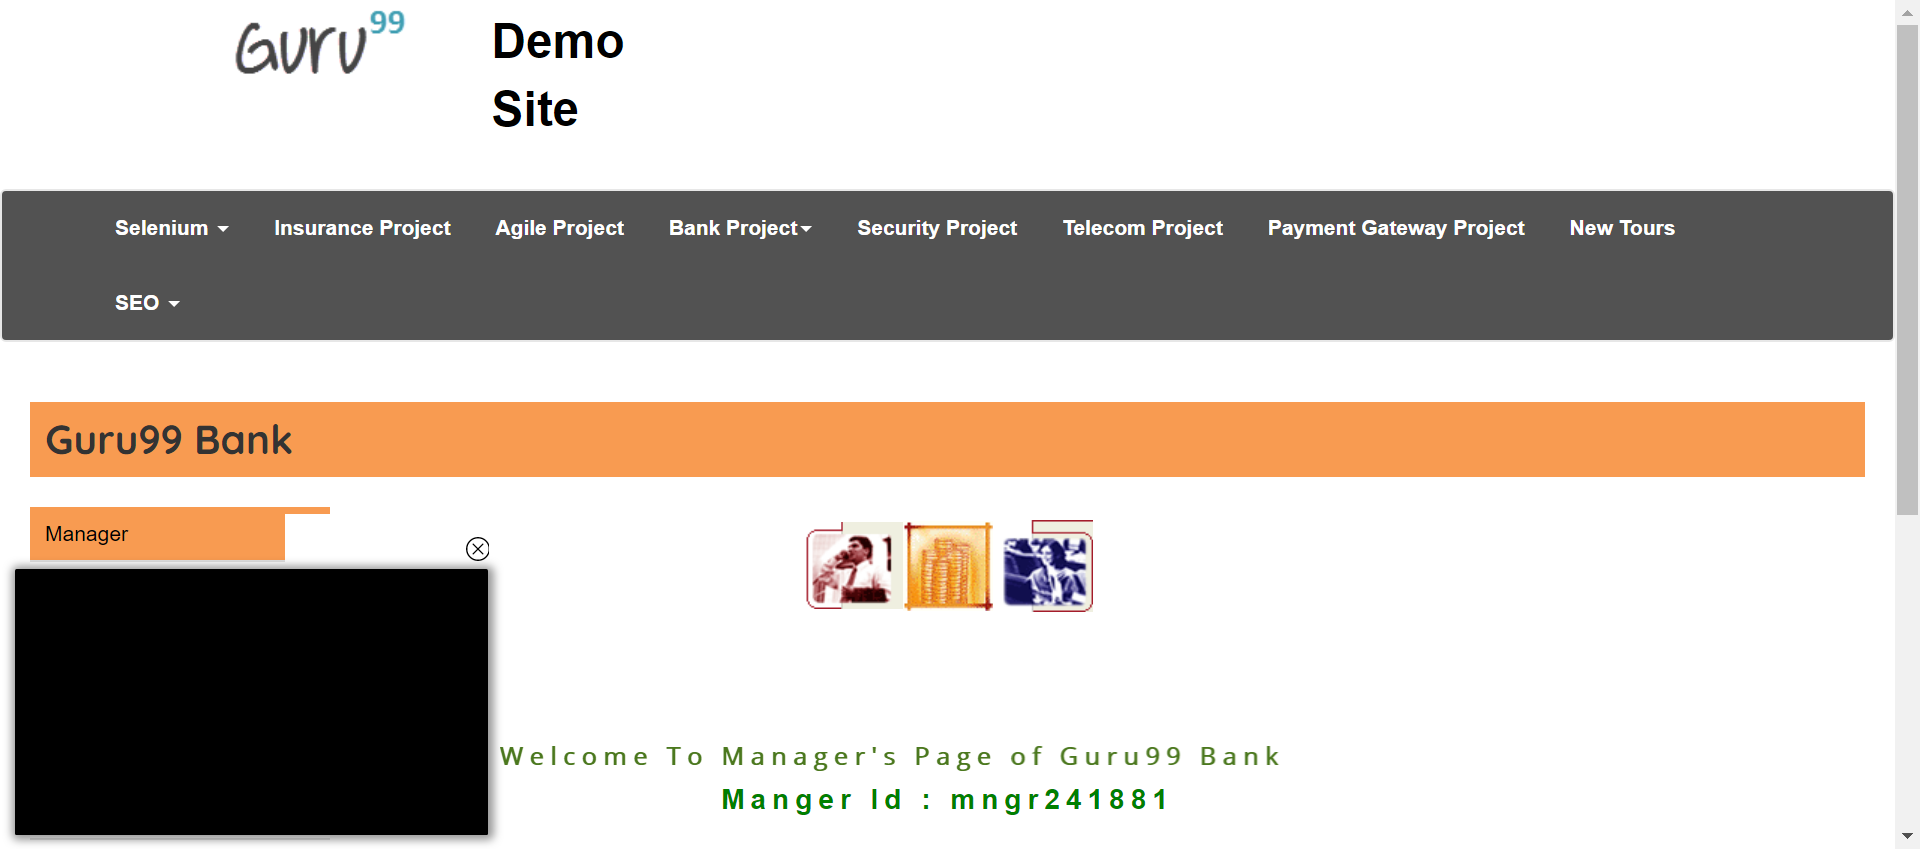 Guru99
Demo
Site
Selenium Insurance Project Agile Project Bank Project Security Project Telecom Project Payment Gateway Project New Tours
SEO
Guru99 Bank
Manager
Welcome To Manager's Page of Guru99 Bank
Manger Id : mngr241881